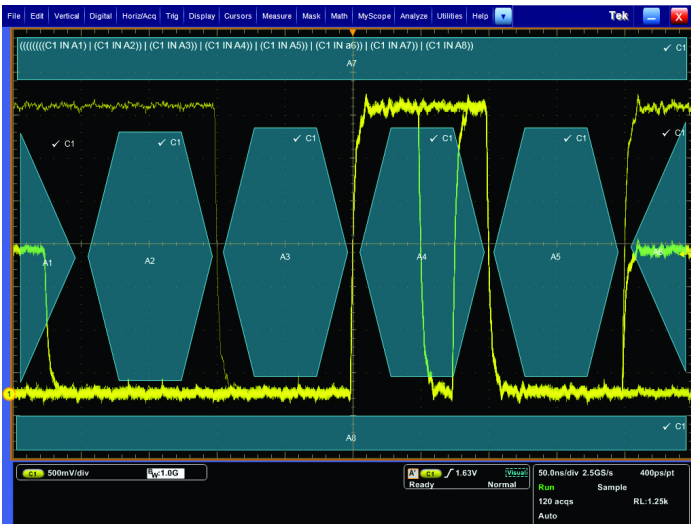 File Edit Vertical Digital Horiz/Acq Trig Display Cursors Measure Mask Math MyScope Analyze Utilities Help Tek X
((((((((C1 IN A1) | (C1 IN A2)) | (C1 IN A3)) | (C1 IN A4)) | (C1 IN A5)) | (C1 IN a6)) | (C1 IN A7)) | (C1 IN A8))
✓ C1
A7
✓ C1 ✓ C1 ✓ C1 ✓ C1 ✓ C1 ✓ C1
A1 A2 A3 A4 A5
1
✓ C1
A8
C1 500mV/div BW:1.0G
A' C1 1.63V Visual
Ready Normal
50.0ns/div 2.5GS/s 400ps/pt
Run Sample
120 acqs RL:1.25k
Auto